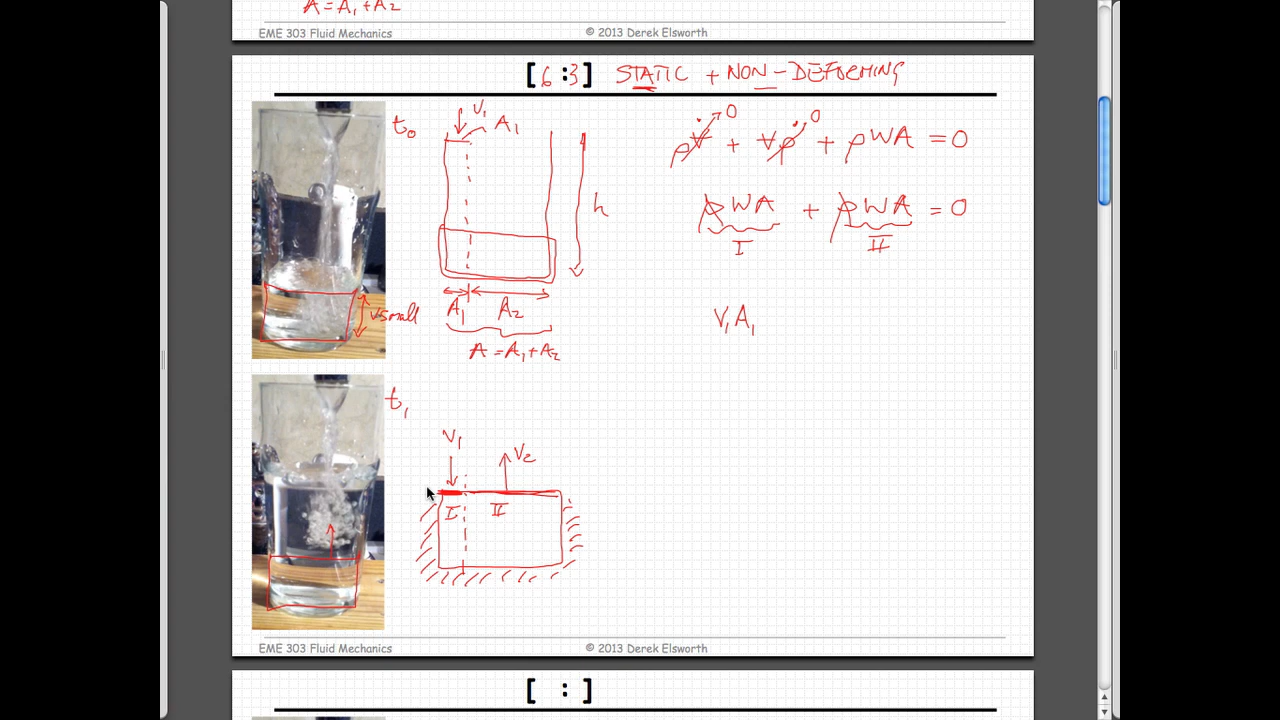 A = A₁ + A₂
EME 303 Fluid Mechanics
© 2013 Derek Elsworth
[6:3] STATIC + NON-DEFORMING
t₀
V₁
A₁
h
ρV̶̇ 0 + V̶ρ̇ 0 + ρWA = 0
ρWA + ρWA = 0
I II
vsmall
A₁ A₂
A = A₁ + A₂
V₁A₁
t₁
V₁
V₂
I II
EME 303 Fluid Mechanics
© 2013 Derek Elsworth
[ : ]